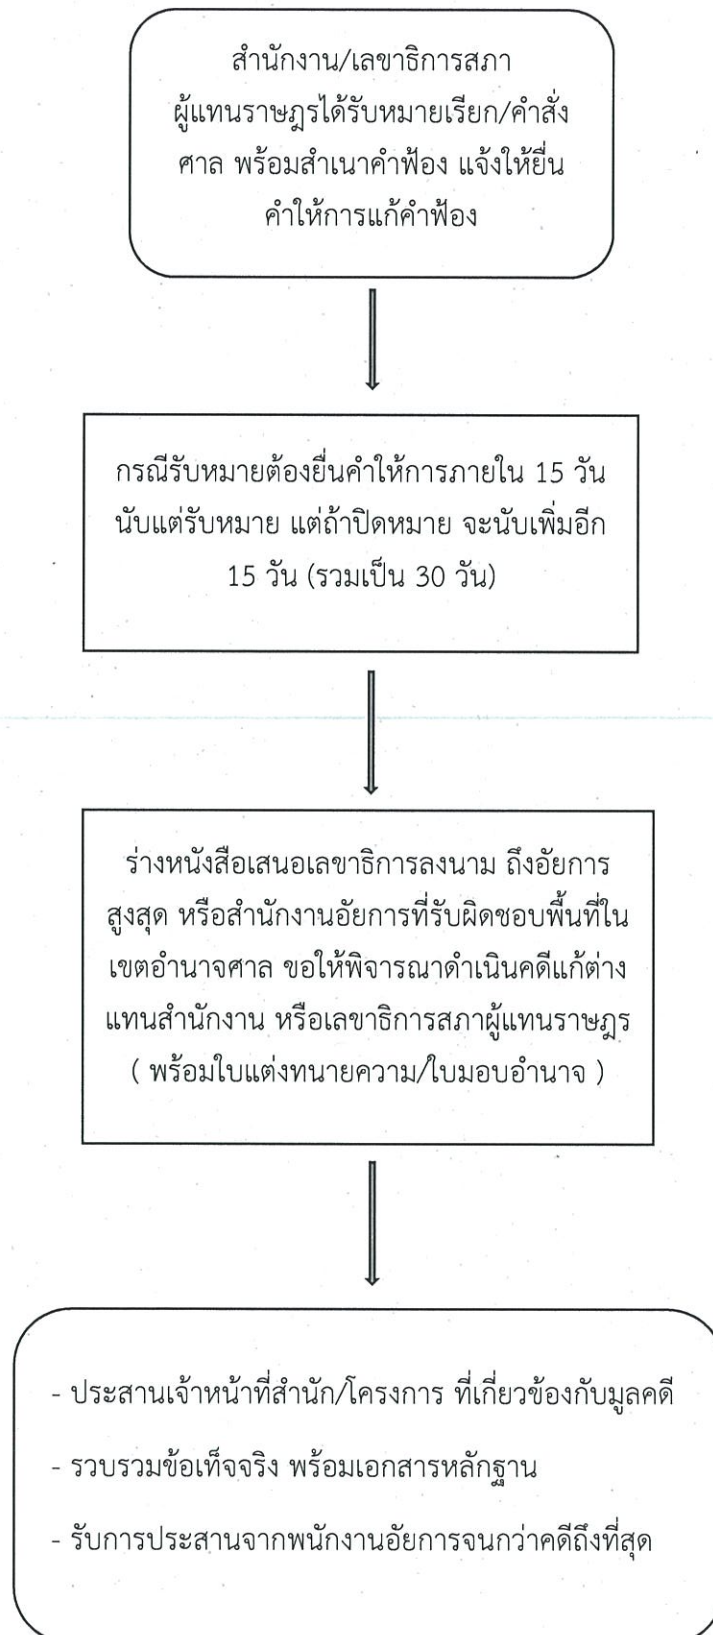 สำนักงาน/เลขาธิการสภา
ผู้แทนราษฎรได้รับหมายเรียก/คำสั่ง
ศาล พร้อมสำเนาคำฟ้อง แจ้งให้ยื่น
คำให้การแก้คำฟ้อง
กรณีรับหมายต้องยื่นคำให้การภายใน 15 วัน
นับแต่รับหมาย แต่ถ้าปิดหมาย จะนับเพิ่มอีก
15 วัน (รวมเป็น 30 วัน)
ร่างหนังสือเสนอเลขาธิการลงนาม ถึงอัยการ
สูงสุด หรือสำนักงานอัยการที่รับผิดชอบพื้นที่ใน
เขตอำนาจศาล ขอให้พิจารณาดำเนินคดีแก้ต่าง
แทนสำนักงาน หรือเลขาธิการสภาผู้แทนราษฎร
( พร้อมใบแต่งทนายความ/ใบมอบอำนาจ )
- ประสานเจ้าหน้าที่สำนัก/โครงการ ที่เกี่ยวข้องกับมูลคดี
- รวบรวมข้อเท็จจริง พร้อมเอกสารหลักฐาน
- รับการประสานจากพนักงานอัยการจนกว่าคดีถึงที่สุด